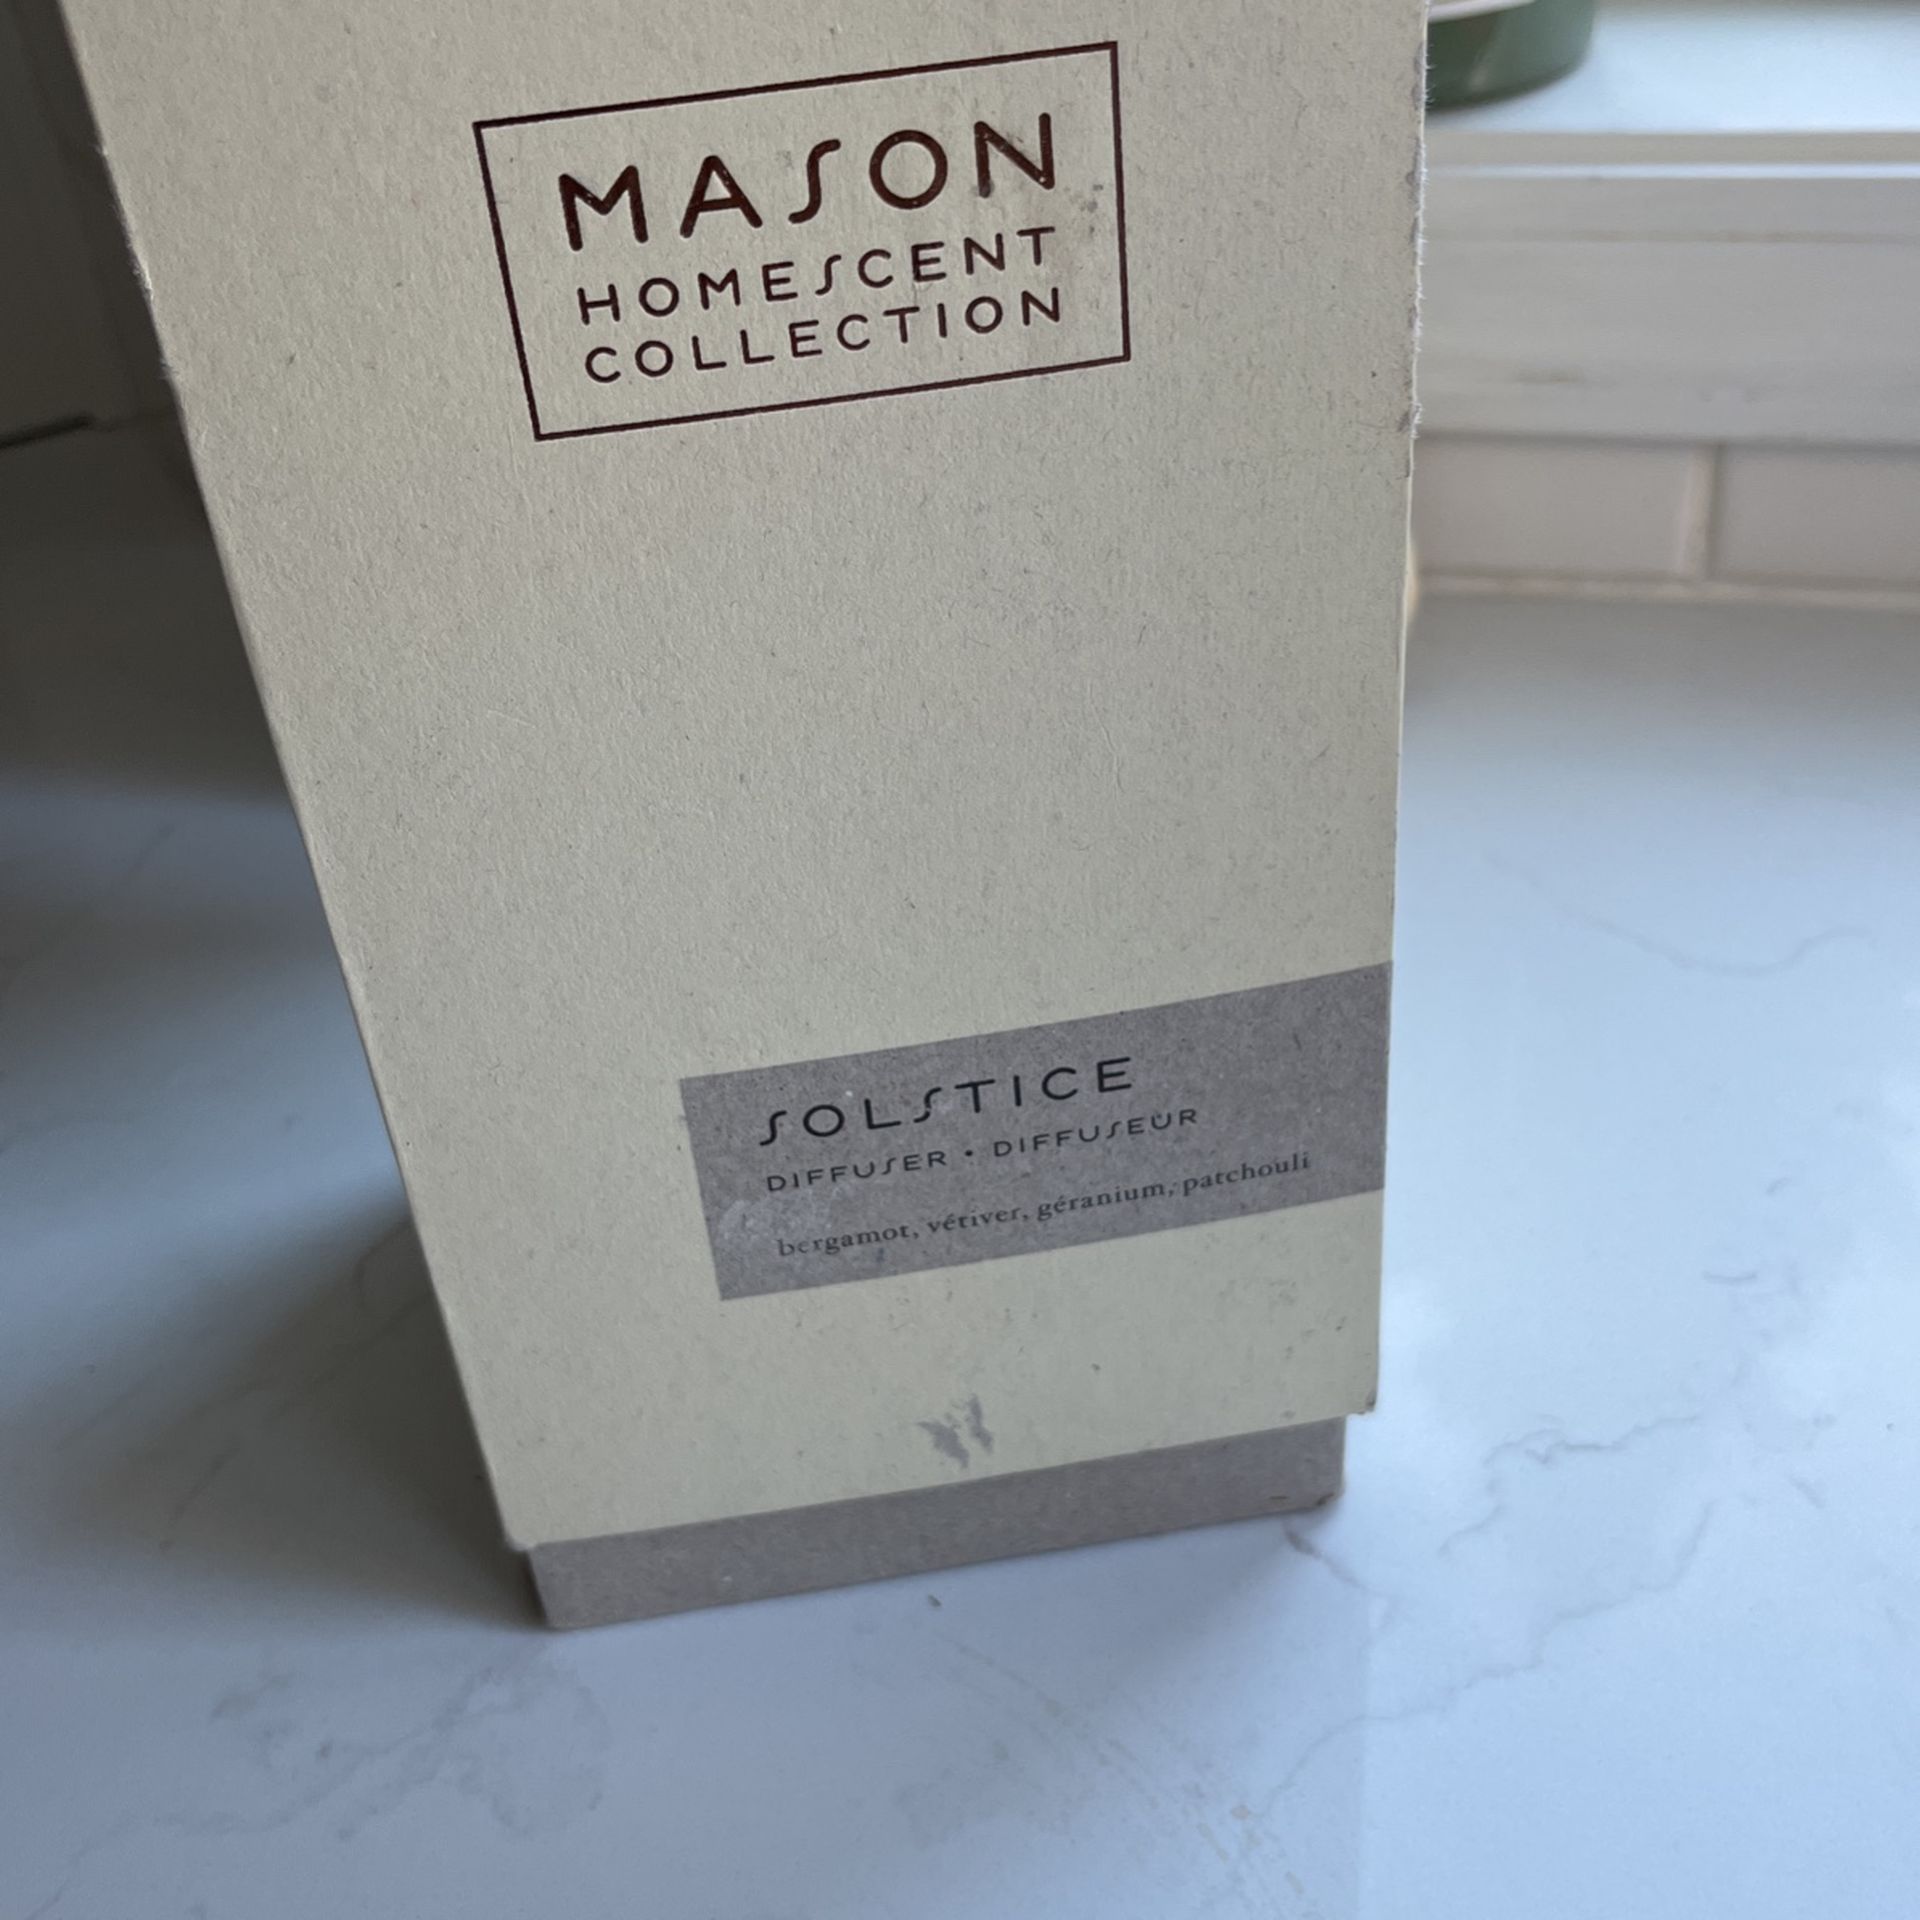 MASON
HOMESCENT
COLLECTION
SOLSTICE
DIFFUSER • DIFFUSEUR
bergamot, vétiver, géranium, patchouli